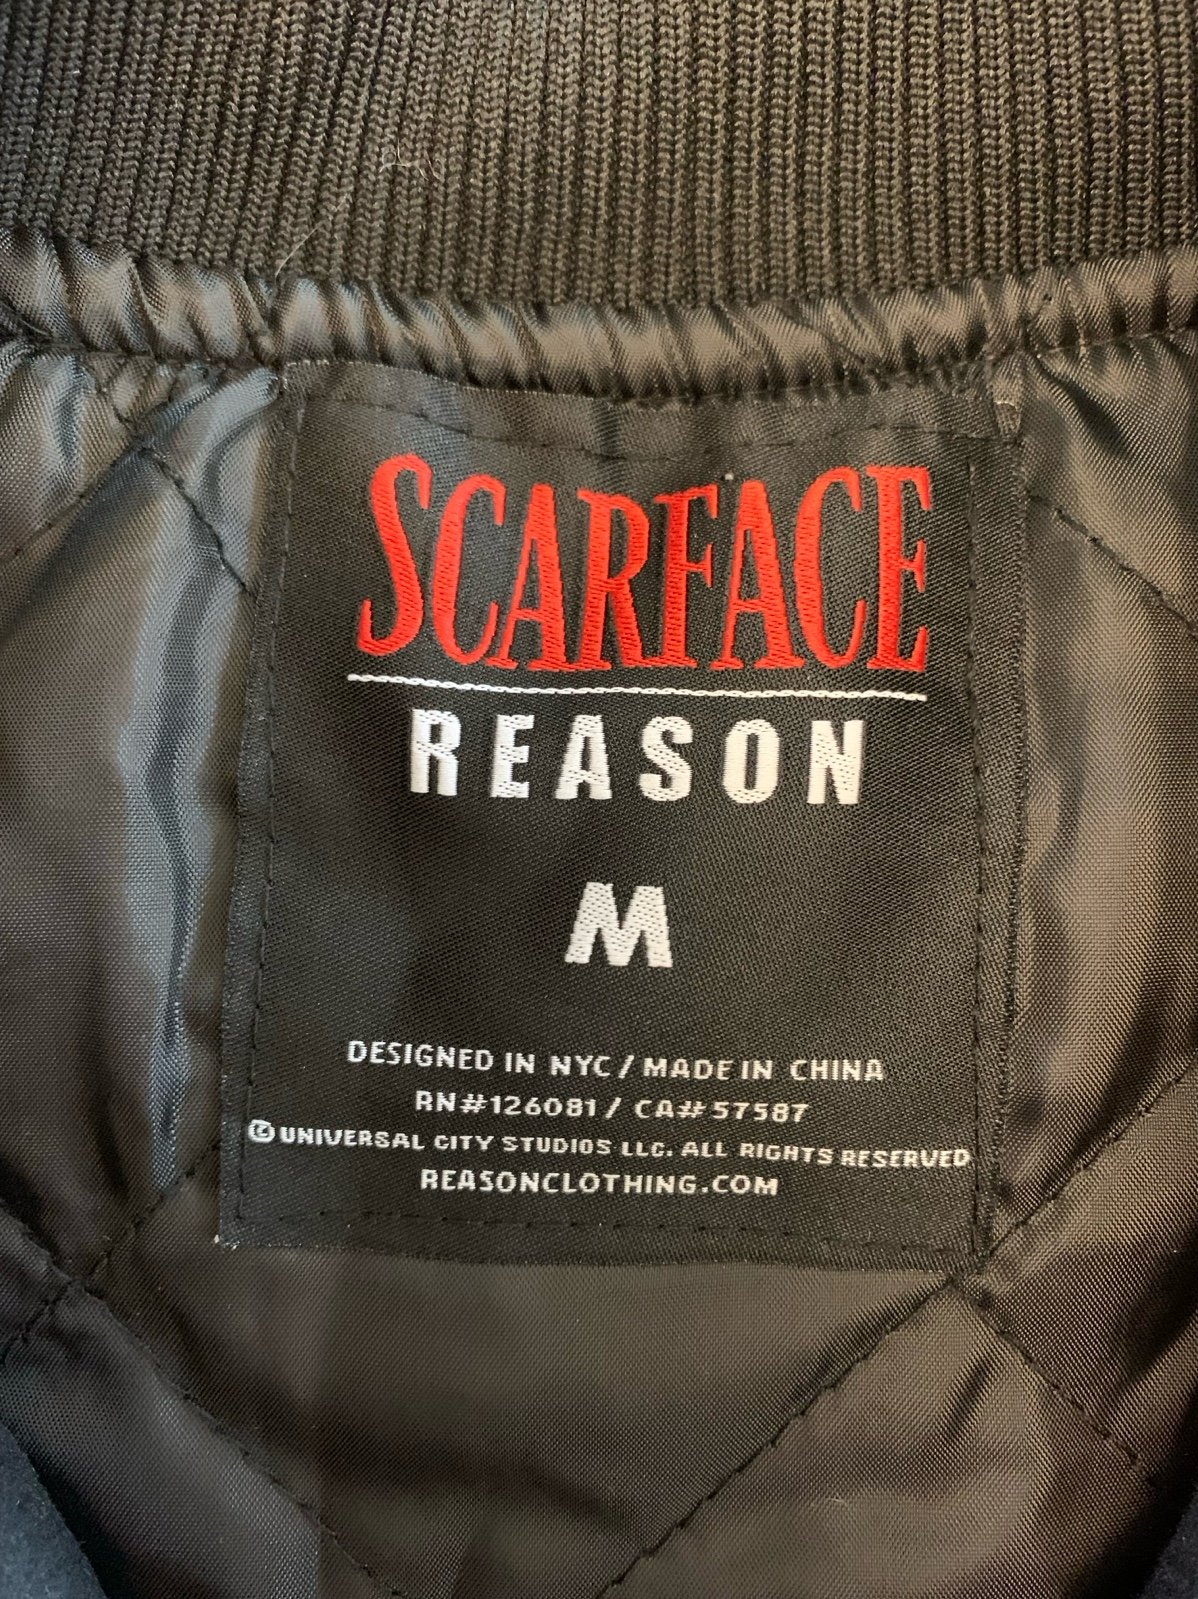 SCARFACE
REASON
M
DESIGNED IN NYC / MADE IN CHINA
RN#126081 / CA#57587
© UNIVERSAL CITY STUDIOS LLC. ALL RIGHTS RESERVED
REASONCLOTHING.COM